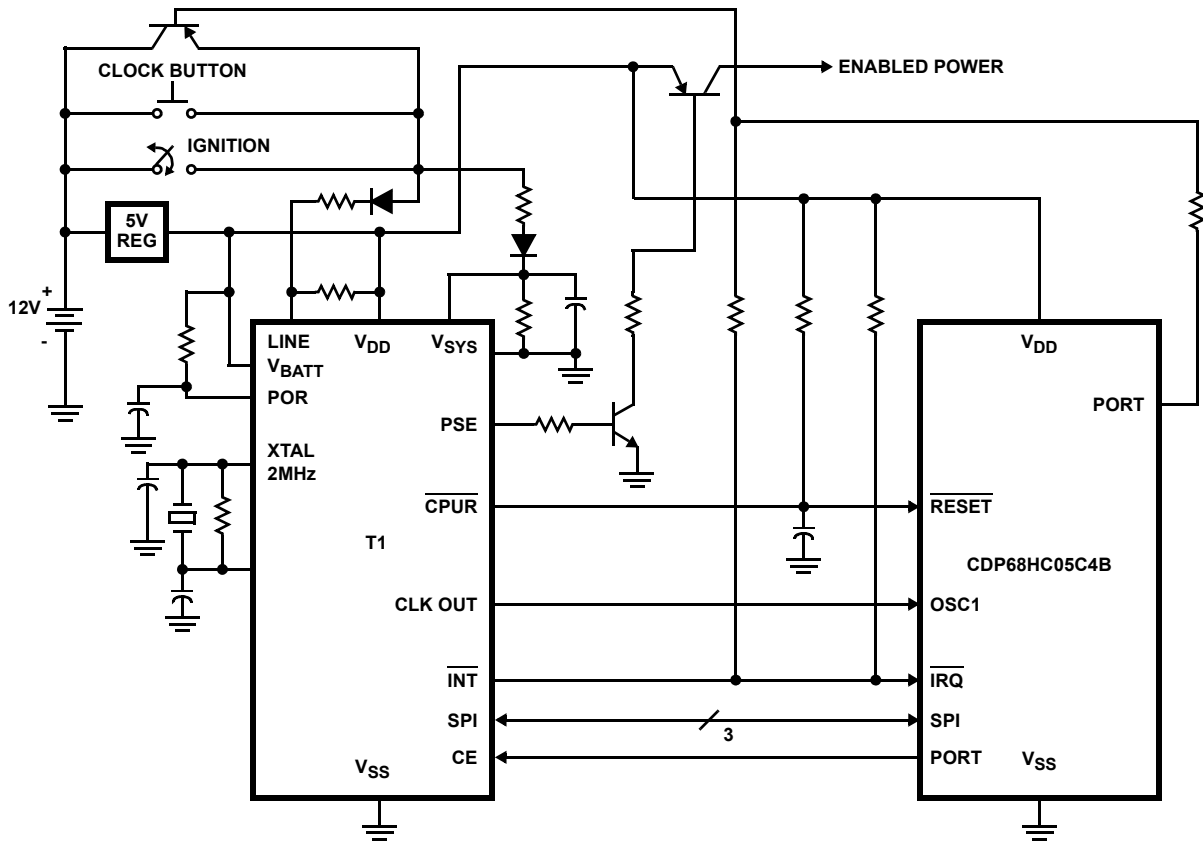 CLOCK BUTTON
ENABLED POWER
IGNITION
5V
REG
12V
+
-
LINE
VDD
VSYS
VBATT
POR
PSE
XTAL
2MHz
CPUR
T1
CLK OUT
INT
SPI
CE
VSS
3
VDD
PORT
RESET
CDP68HC05C4B
OSC1
IRQ
SPI
PORT
VSS